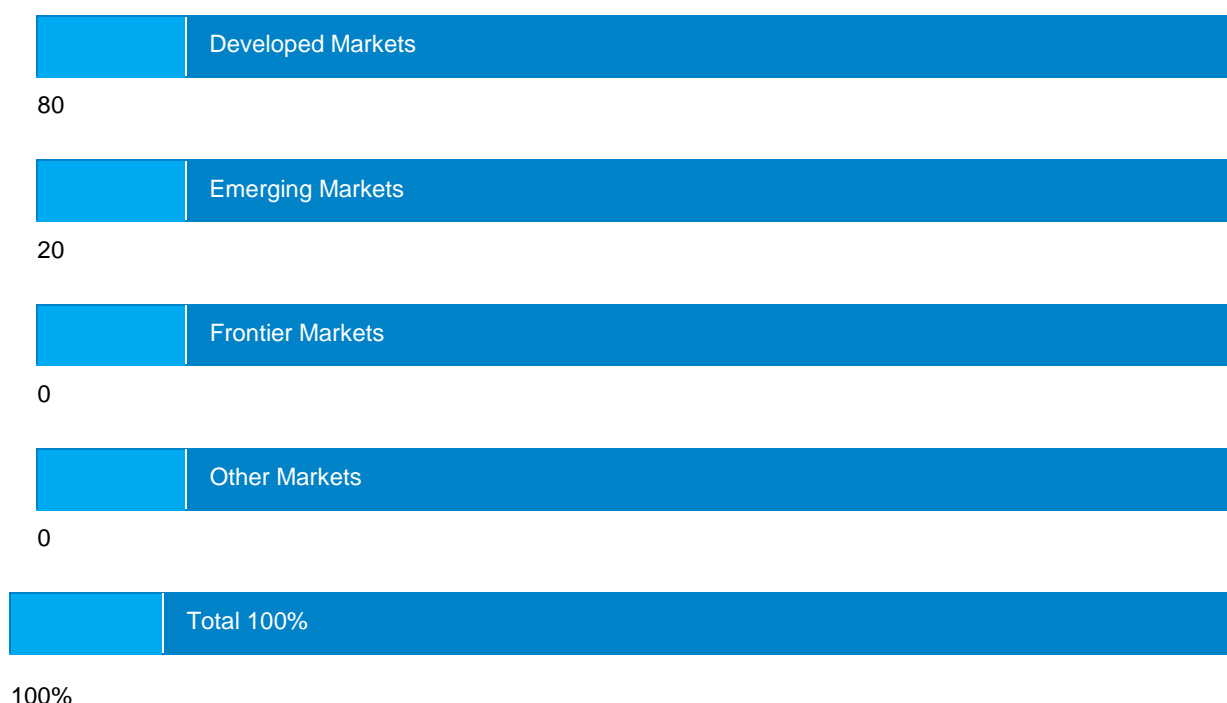 Developed Markets
80
Emerging Markets
20
Frontier Markets
0
Other Markets
0
Total 100%
100%